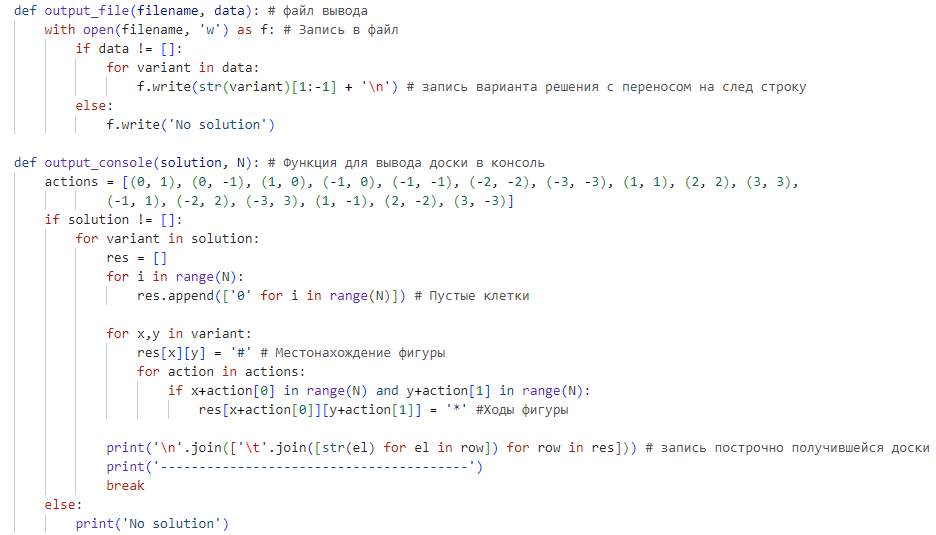 def output_file(filename, data): # файл вывода
    with open(filename, 'w') as f: # Запись в файл
        if data != []:
            for variant in data:
                f.write(str(variant)[1:-1] + '\n') # запись варианта решения с переносом на след строку
        else:
            f.write('No solution')

def output_console(solution, N): # Функция для вывода доски в консоль
    actions = [(0, 1), (0, -1), (1, 0), (-1, 0), (-1, -1), (-2, -2), (-3, -3), (1, 1), (2, 2), (3, 3),
            (-1, 1), (-2, 2), (-3, 3), (1, -1), (2, -2), (3, -3)]
    if solution != []:
        for variant in solution:
            res = []
            for i in range(N):
                res.append(['0' for i in range(N)]) # Пустые клетки

            for x,y in variant:
                res[x][y] = '#' # Местонахождение фигуры
                for action in actions:
                    if x+action[0] in range(N) and y+action[1] in range(N):
                        res[x+action[0]][y+action[1]] = '*' #Ходы фигуры

            print('\n'.join(['\t'.join([str(el) for el in row]) for row in res])) # запись построчно получившейся доски
            print('----------------------------------------')
            break
    else:
        print('No solution')